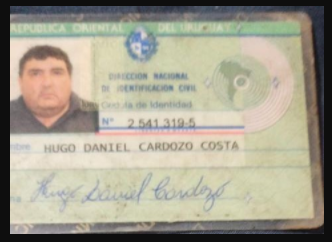 REPUBLICA ORIENTAL DEL URUGUAY
DIRECCION NACIONAL
DE IDENTIFICACION CIVIL
Cedula de Identidad
N° 2.541.319-5
HUGO DANIEL CARDOZO COSTA
Hugo Daniel Cardozo